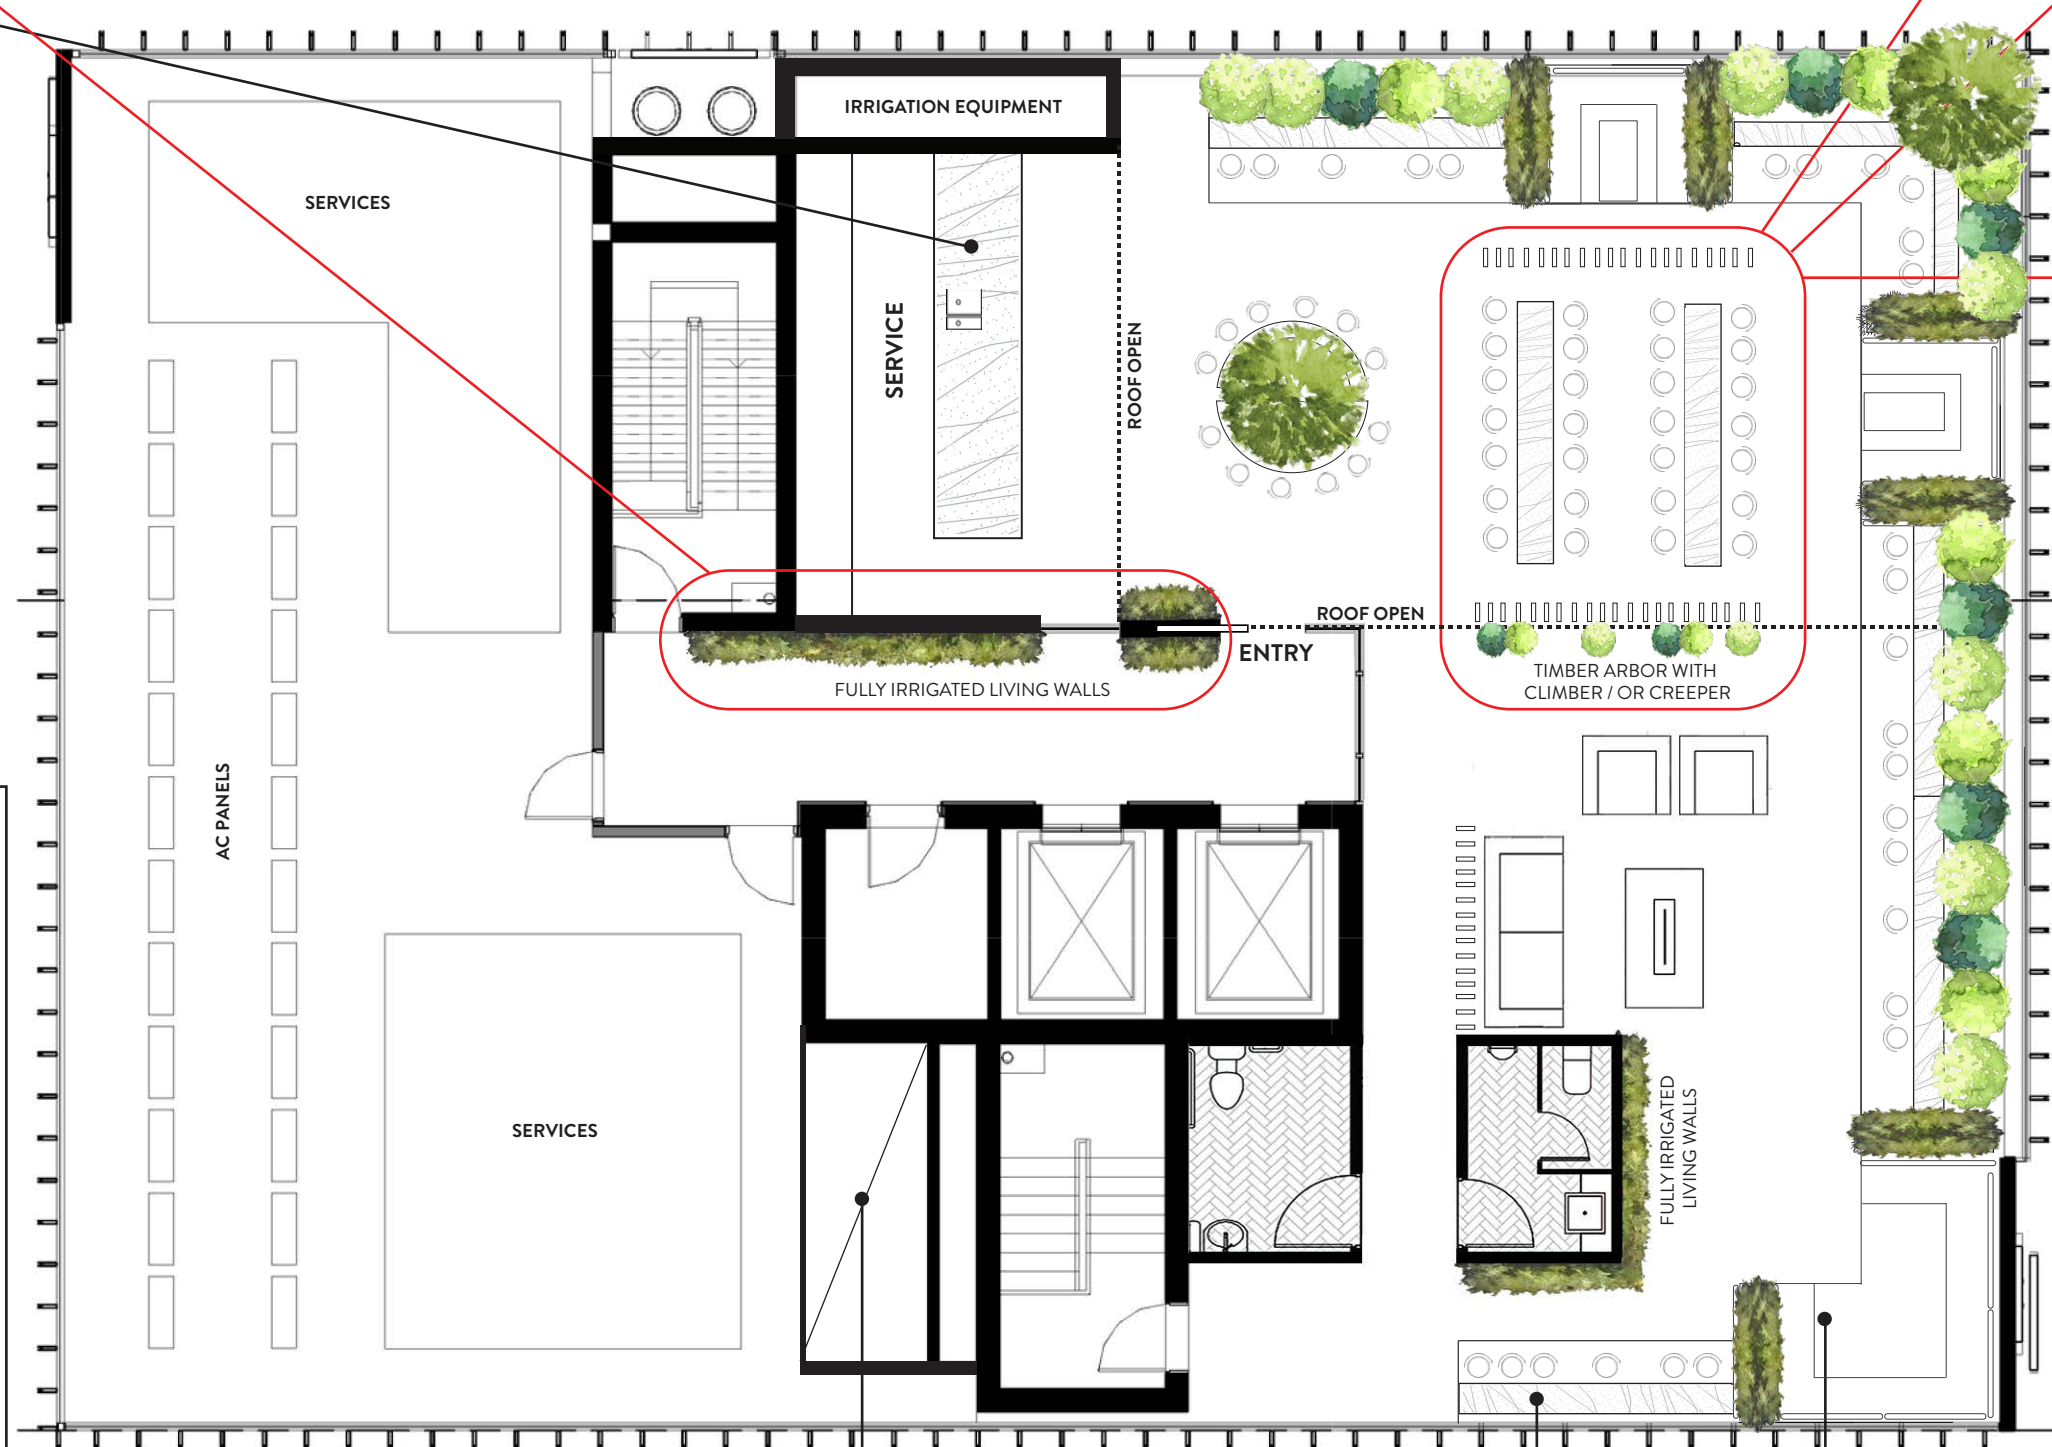 IRRIGATION EQUIPMENT
SERVICES
SERVICE
ROOF OPEN
ROOF OPEN
ENTRY
TIMBER ARBOR WITH
CLIMBER / OR CREEPER
FULLY IRRIGATED LIVING WALLS
AC PANELS
SERVICES
FULLY IRRIGATED
LIVING WALLS